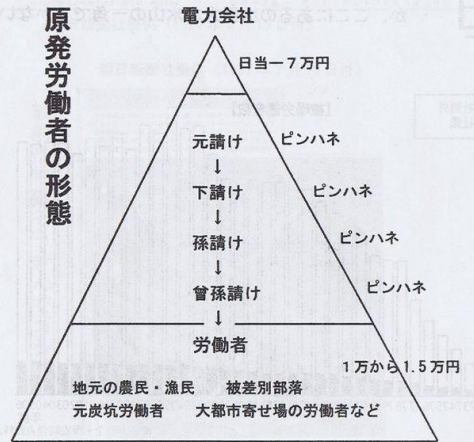 原発労働者の形態
電力会社
日当ー7万円
元請け
ピンハネ
↓
下請け
ピンハネ
↓
孫請け
ピンハネ
↓
曾孫請け
ピンハネ
↓
労働者
1万から1.5万円
地元の農民・漁民 被差別部落
元炭坑労働者 大都市寄せ場の労働者など